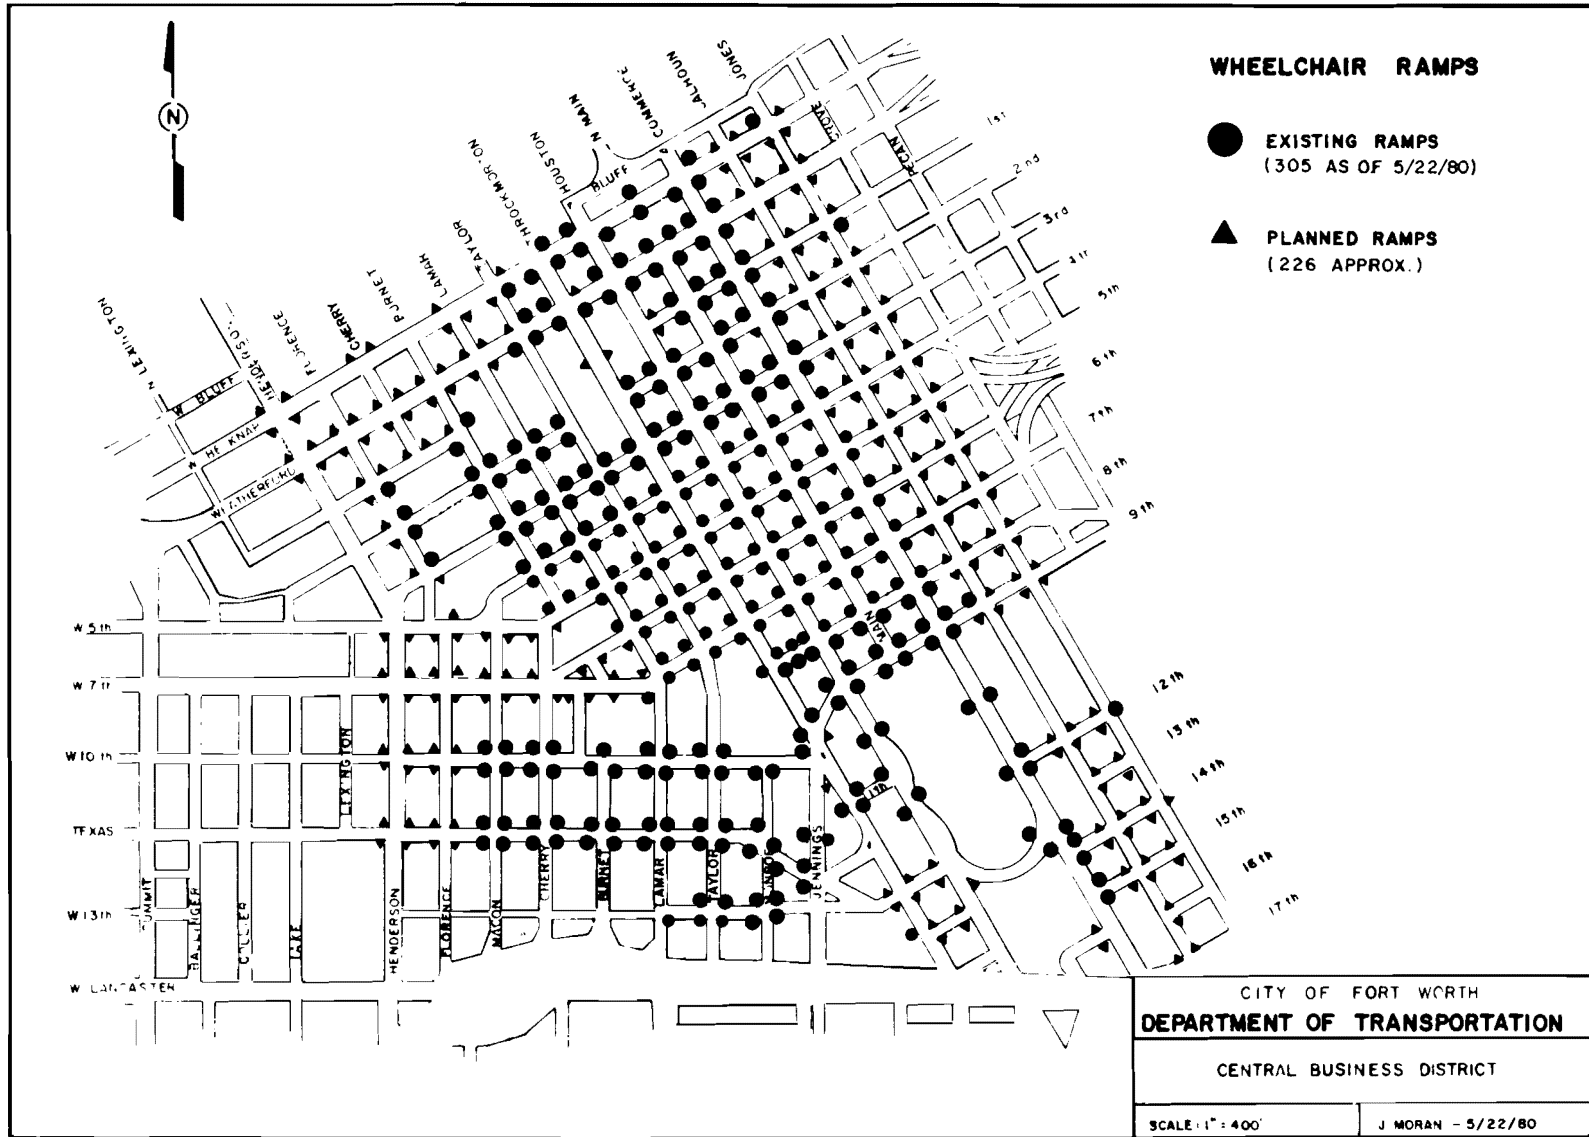 WHEELCHAIR RAMPS
EXISTING RAMPS
(305 AS OF 5/22/80)
PLANNED RAMPS
(226 APPROX.)
N
JONES
CALHOUN
COMMERCE
N MAIN
HOUSTON
THROCKMORTON
TAYLOR
LAMAR
BURNET
CHERRY
FLORENCE
N LEXINGTON
BLUFF
GROVE
PECAN
W BLUFF
WEATHERFORD
1st
2nd
3rd
4th
5th
6th
7th
8th
9th
MAIN
11th
12th
13th
14th
15th
16th
17th
W 5th
W 7th
W 10th
TEXAS
W 13th
W LANCASTER
SUMMIT
BALLINGER
COLLIER
LAKE
LEXINGTON
HENDERSON
FLORENCE
MACON
CHERRY
BURNET
LAMAR
TAYLOR
MONROE
JENNINGS
CITY OF FORT WORTH
DEPARTMENT OF TRANSPORTATION
CENTRAL BUSINESS DISTRICT
SCALE: 1" = 400'
J MORAN - 5/22/80